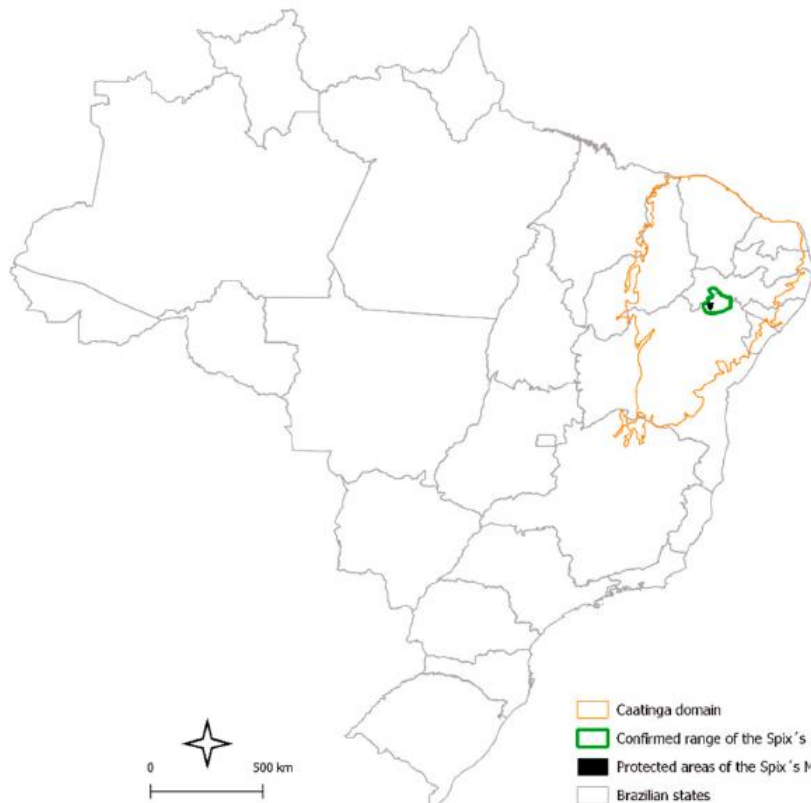 Caatinga domain
Confirmed range of the Spix´s
Protected areas of the Spix´s M
Brazilian states
0 500 km